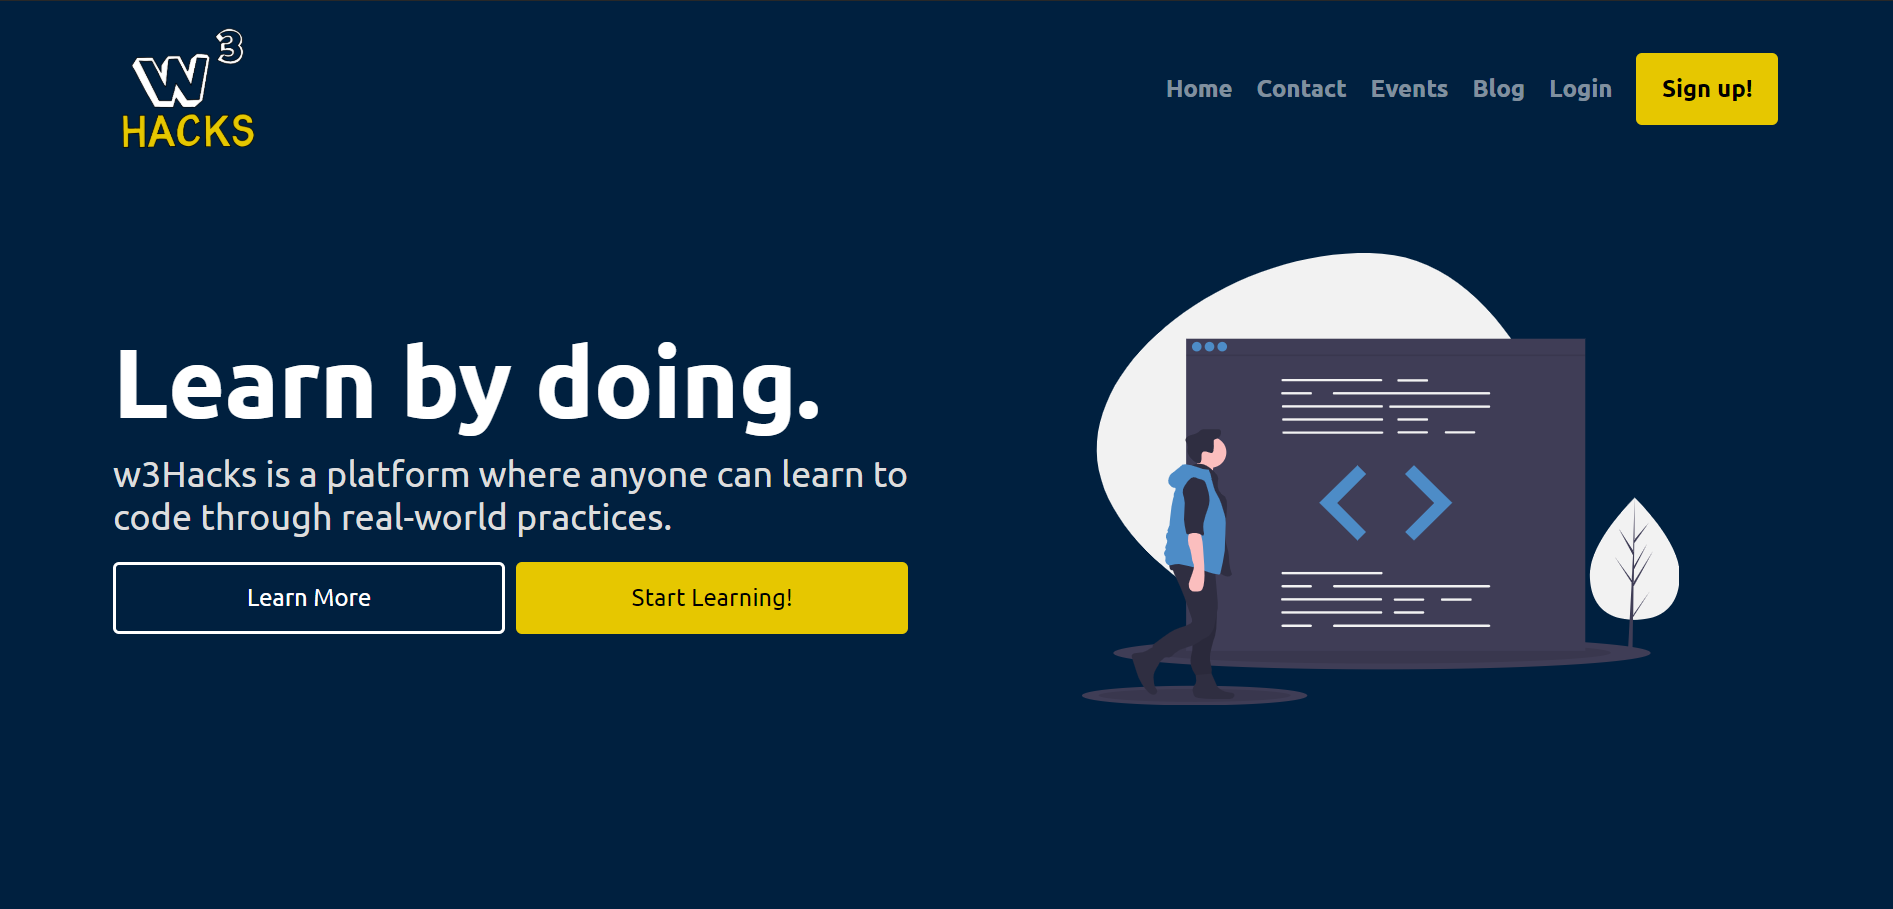 W3
HACKS
Home Contact Events Blog Login Sign up!
Learn by doing.
w3Hacks is a platform where anyone can learn to
code through real-world practices.
Learn More Start Learning!